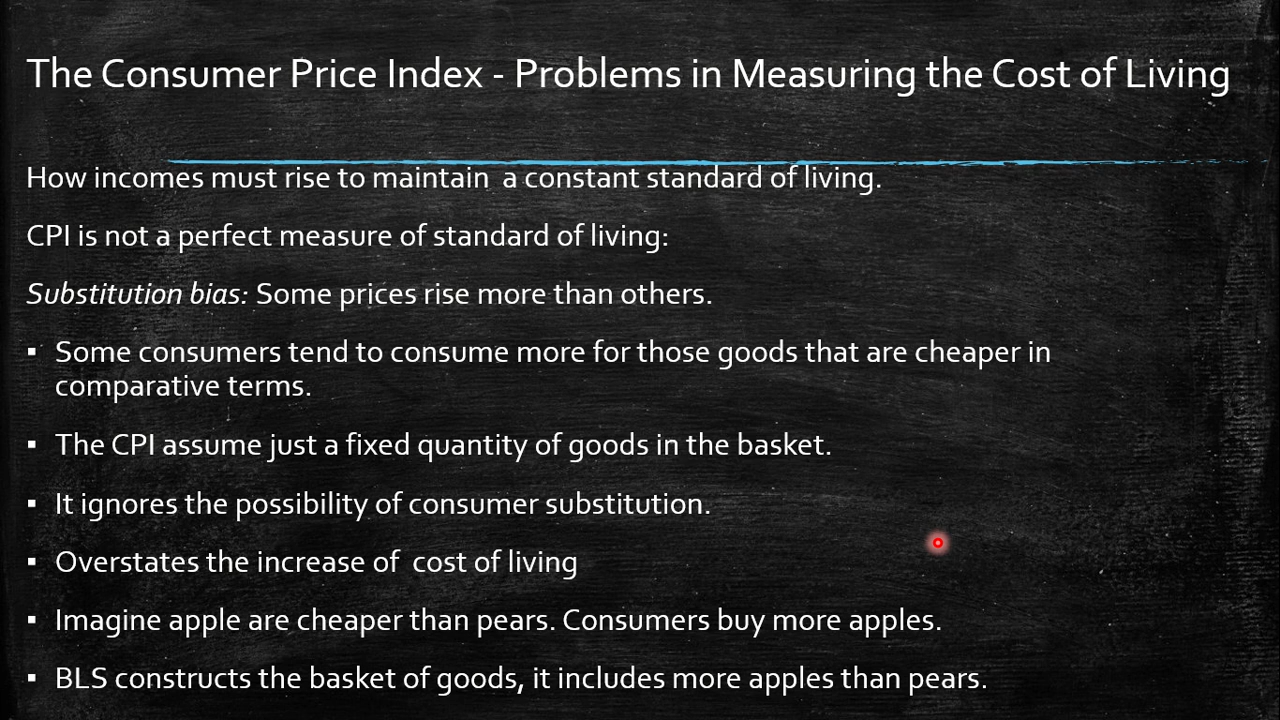 The Consumer Price Index - Problems in Measuring the Cost of Living
How incomes must rise to maintain  a constant standard of living.
CPI is not a perfect measure of standard of living:
Substitution bias: Some prices rise more than others.
▪ Some consumers tend to consume more for those goods that are cheaper in
comparative terms.
▪ The CPI assume just a fixed quantity of goods in the basket.
▪ It ignores the possibility of consumer substitution.
▪ Overstates the increase of  cost of living
▪ Imagine apple are cheaper than pears. Consumers buy more apples.
▪ BLS constructs the basket of goods, it includes more apples than pears.